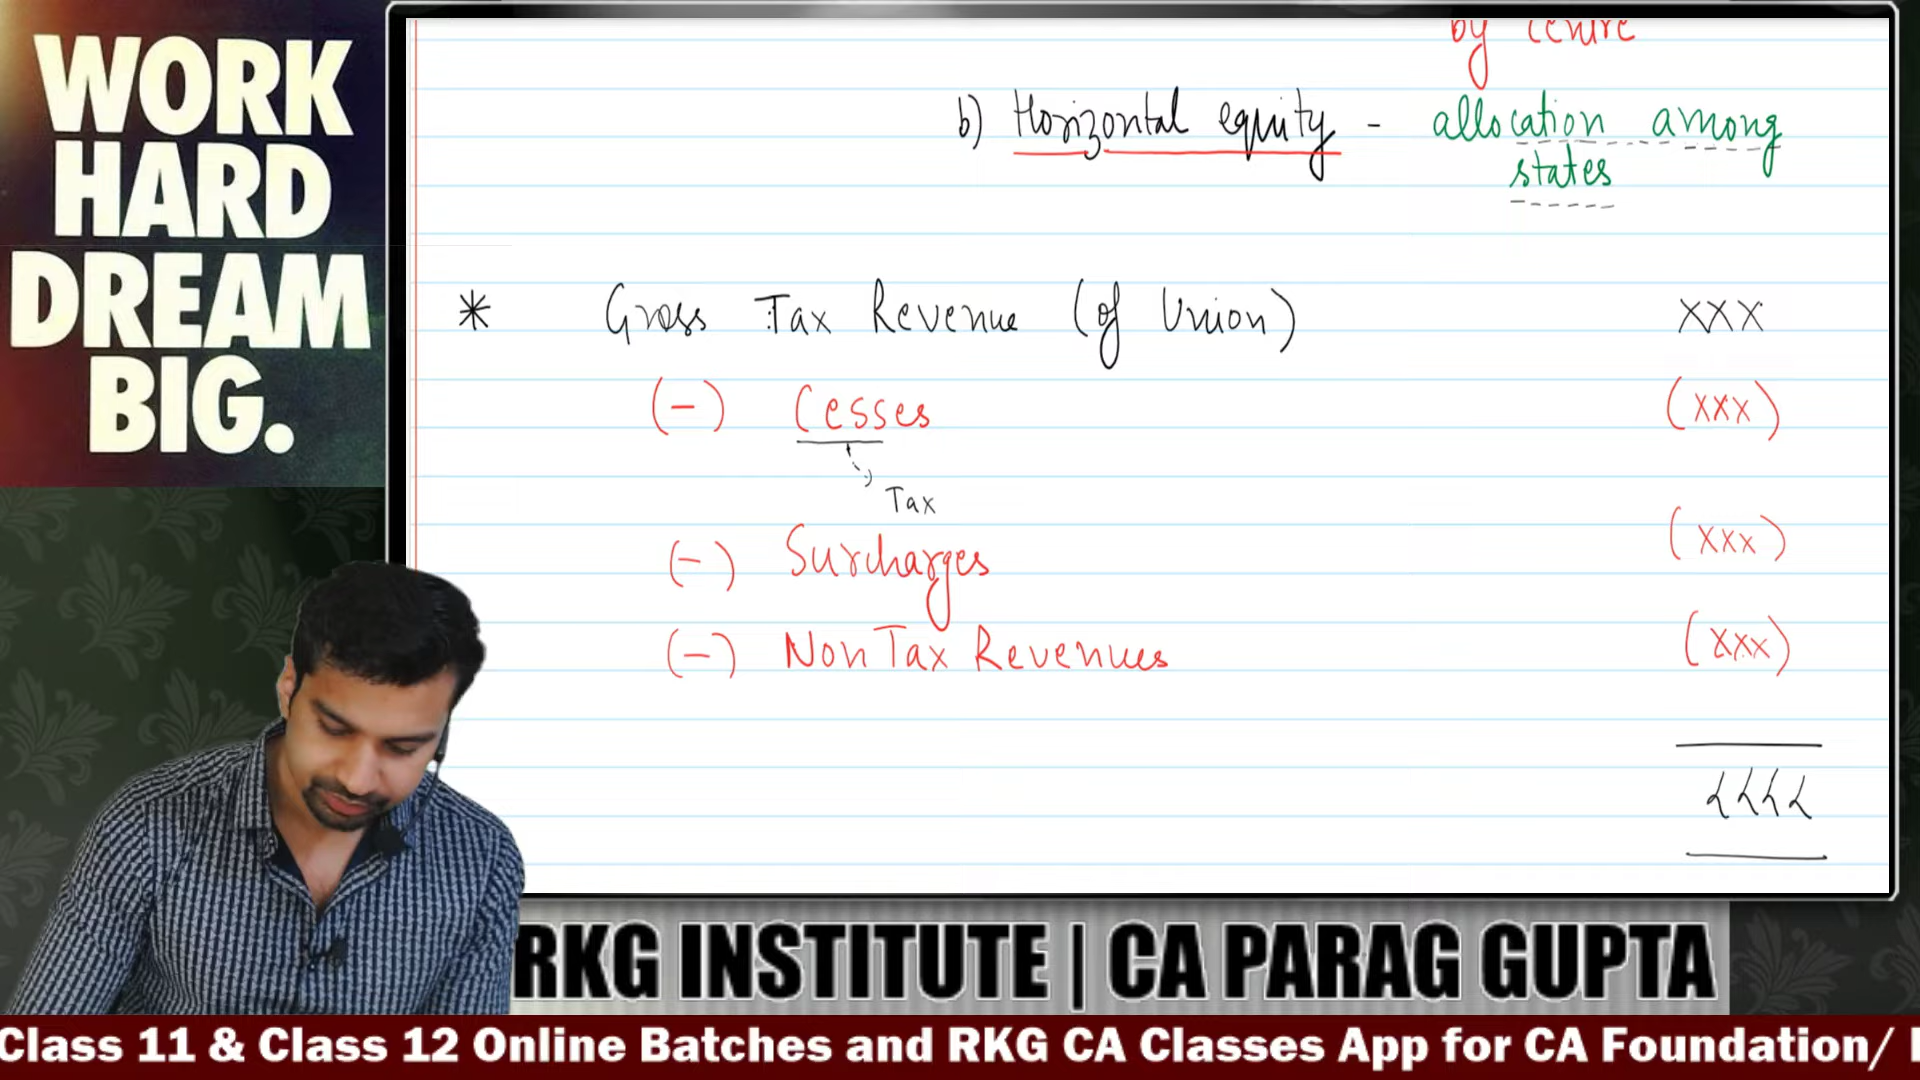 WORK
HARD
DREAM
BIG.
by Centre
b) Horizontal equity - allocation among
states
* Gross Tax Revenue (of Union) XXX
(-) Cesses (XXX)
Tax
(-) Surcharges (XXX)
(-) Non Tax Revenues (XXX)
RKG INSTITUTE | CA PARAG GUPTA
Class 11 & Class 12 Online Batches and RKG CA Classes App for CA Foundation/